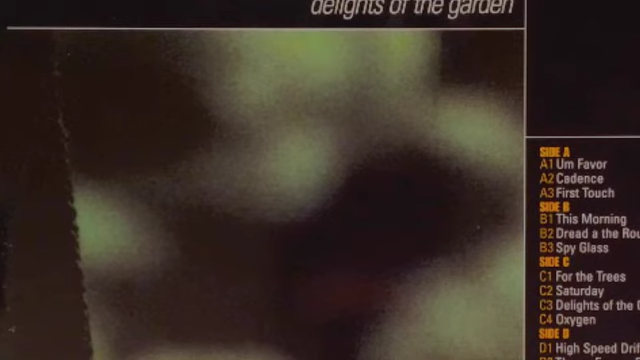 delights of the garden
SIDE A
A1 Um Favor
A2 Cadence
A3 First Touch
SIDE B
B1 This Morning
B2 Dread a the
B3 Spy Glass
SIDE C
C1 For the Trees
C2 Saturday
C3 Delights of the
C4 Oxygen
SIDE D
D1 High Speed